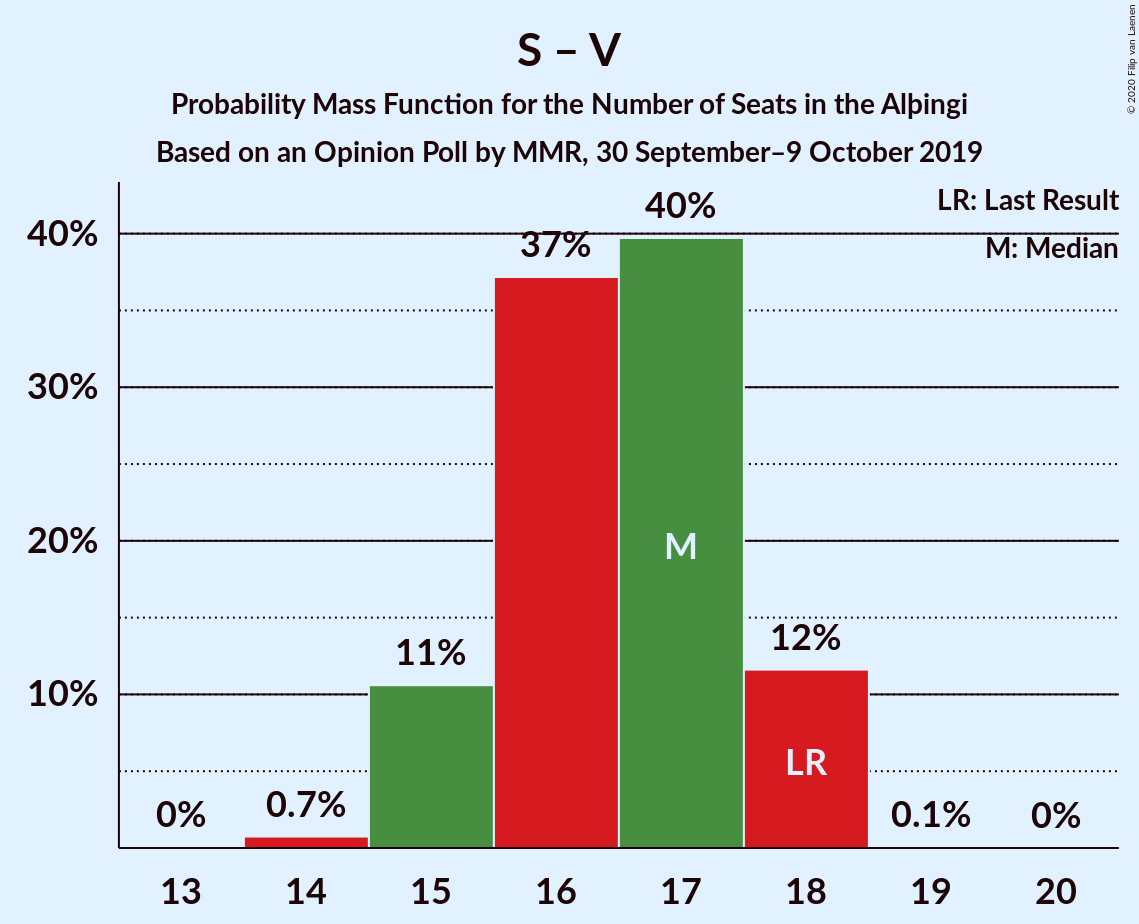 S – V
Probability Mass Function for the Number of Seats in the Alþingi
Based on an Opinion Poll by MMR, 30 September–9 October 2019
© 2020 Filip van Laenen
LR: Last Result
M: Median
40%
30%
20%
10%
0%
0.7%
11%
37%
40%
12%
0.1%
0%
M
LR
13 14 15 16 17 18 19 20